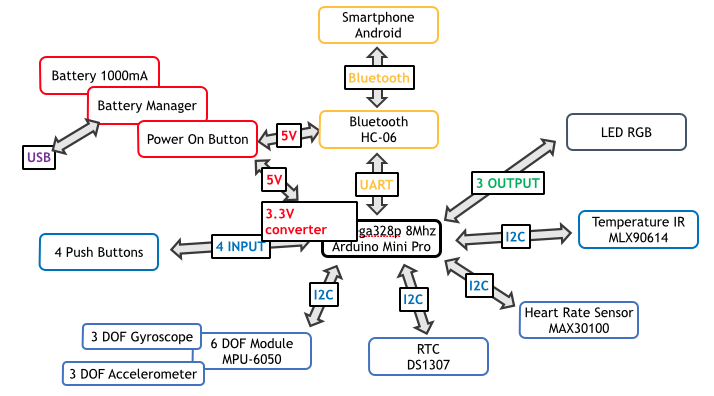 Smartphone
Android
Bluetooth
Battery 1000mA
Battery Manager
Power On Button
5V
Bluetooth
HC-06
LED RGB
USB
5V
UART
3 OUTPUT
3.3V
converter
ga328p 8Mhz
Arduino Mini Pro
4 Push Buttons
4 INPUT
I2C
Temperature IR
MLX90614
I2C
I2C
I2C
Heart Rate Sensor
MAX30100
3 DOF Gyroscope
6 DOF Module
MPU-6050
3 DOF Accelerometer
RTC
DS1307